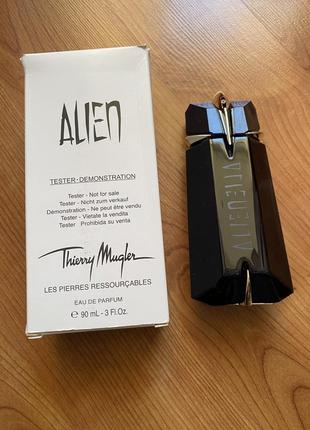 ALIEN
TESTER - DEMONSTRATION
Tester - Not for sale
Tester - Nicht zum verkauf
Démonstration - Ne peut être vendu
Tester - Vietate la vendita
Tester Prohibida su venta
Thierry Mugler
LES PIERRES RESSOURÇABLES
EAU DE PARFUM
℮ 90 mL - 3 Fl.Oz.